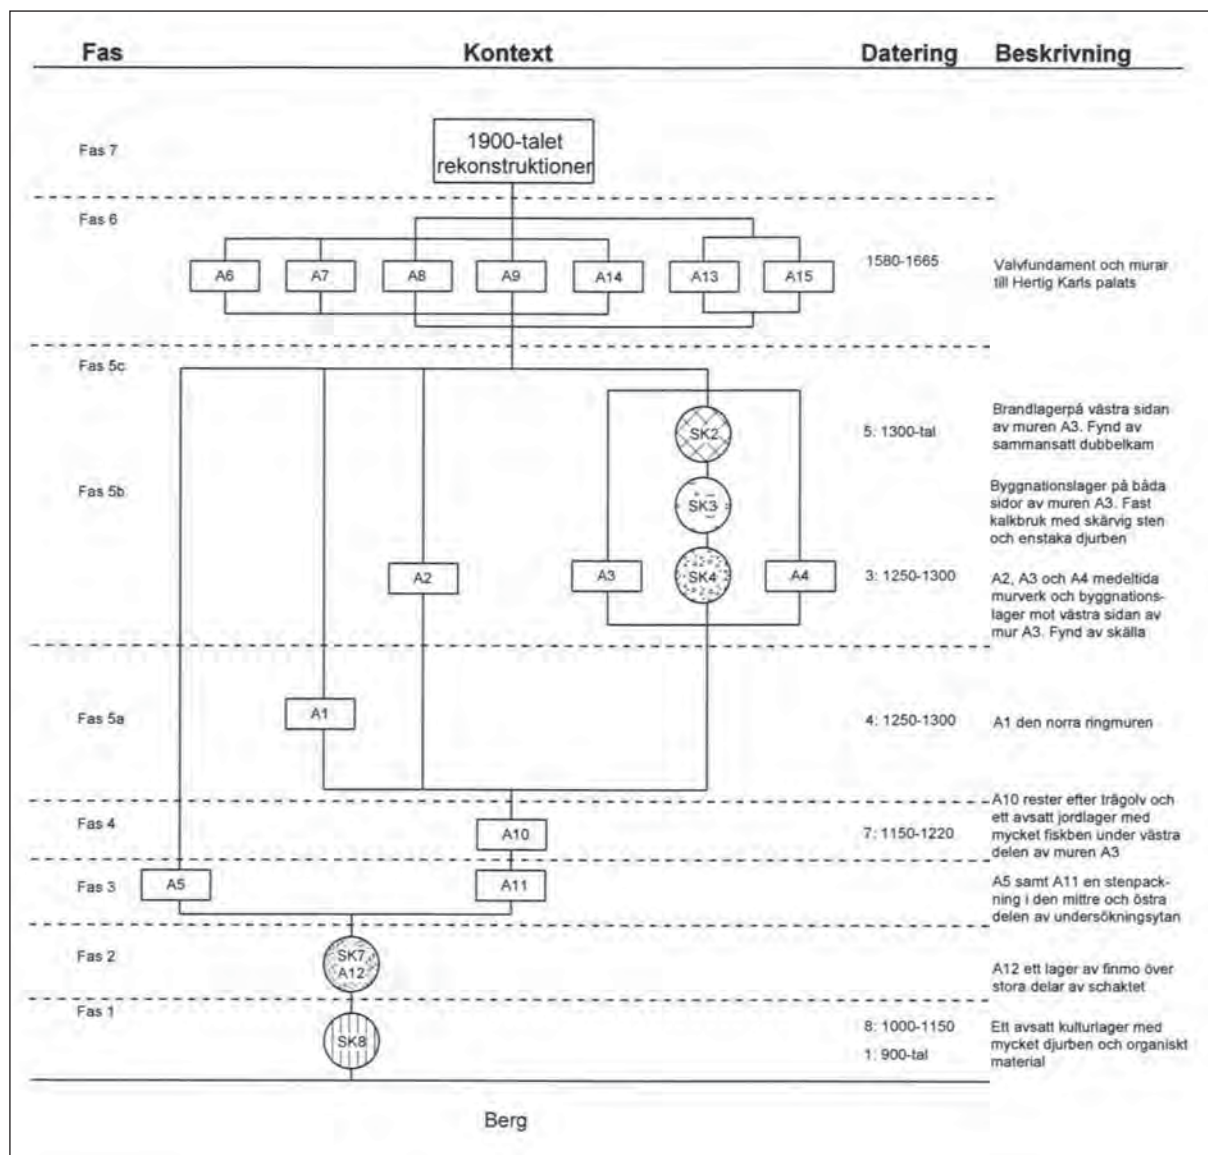 Fas Kontext Datering Beskrivning
1900-talet
rekonstruktioner
Fas 7
Fas 6
A6 A7 A8 A9 A14 A13 A15
1580-1665
Valvfundament och murar
till Hertig Karls palats
Fas 5c
SK2
5: 1300-tal
Brandlagerpå västra sidan
av muren A3. Fynd av
sammansatt dubbelkam
Fas 5b
SK3
Byggnationslager på båda
sidor av muren A3. Fast
kalkbruk med skärvig sten
och enstaka djurben
A2 A3 SK4 A4
3: 1250-1300
A2, A3 och A4 medeltida
murverk och byggnations-
lager mot västra sidan av
mur A3. Fynd av skälla
Fas 5a
A1
4: 1250-1300
A1 den norra ringmuren
Fas 4
A10
7: 1150-1220
A10 rester efter trägolv och
ett avsatt jordlager med
mycket fiskben under västra
delen av muren A3
Fas 3
A5 A11
A5 samt A11 en stenpack-
ning i den mittre och östra
delen av undersökningsytan
Fas 2
SK7
A12
A12 ett lager av finmo över
stora delar av schaktet
Fas 1
SK8
8: 1000-1150
1: 900-tal
Ett avsatt kulturlager med
mycket djurben och organiskt
material
Berg